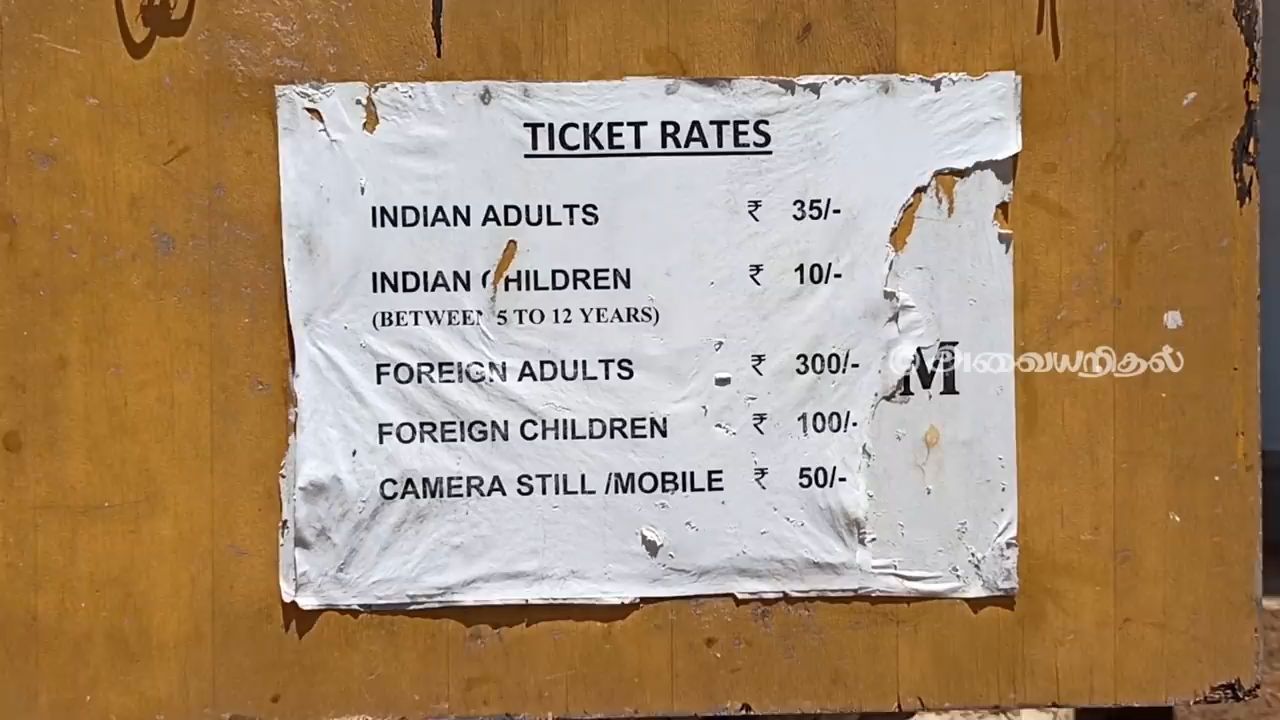 TICKET RATES
INDIAN ADULTS ₹ 35/-
INDIAN CHILDREN ₹ 10/-
(BETWEEN 5 TO 12 YEARS)
FOREIGN ADULTS ₹ 300/-
M
அவையறிதல்
FOREIGN CHILDREN ₹ 100/-
CAMERA STILL /MOBILE ₹ 50/-